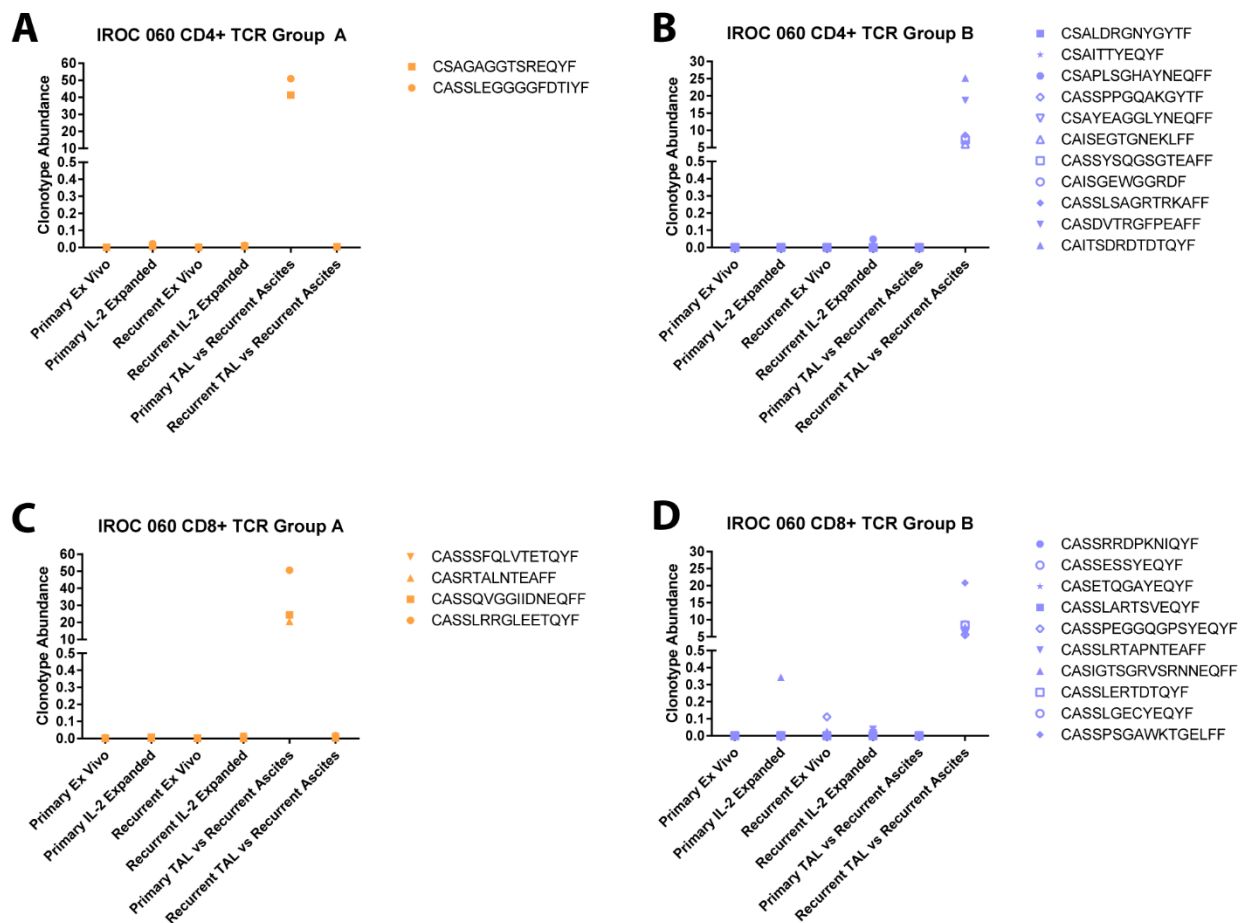 A
IROC 060 CD4+ TCR Group A
Clonotype Abundance
60
50
40
30
20
10
0.5
0.4
0.3
0.2
0.1
0.0
Primary Ex Vivo
Primary IL-2 Expanded
Recurrent Ex Vivo
Recurrent IL-2 Expanded
Primary TAL vs Recurrent Ascites
Recurrent TAL vs Recurrent Ascites
CSAGAGGTSREQYF
CASSLEGGGGFDTIYF
B
IROC 060 CD4+ TCR Group B
Clonotype Abundance
30
25
20
15
10
5
0.5
0.4
0.3
0.2
0.1
0.0
Primary Ex Vivo
Primary IL-2 Expanded
Recurrent Ex Vivo
Recurrent IL-2 Expanded
Primary TAL vs Recurrent Ascites
Recurrent TAL vs Recurrent Ascites
CSALDRGNYGYTF
CSAITTYEQYF
CSAPLSGHAYNEQFF
CASSPPGQAKGYTF
CSAYEAGGLYNEQFF
CAISEGTGNEKLFF
CASSYSQGSGTEAFF
CAISGEWGGRDF
CASSLSAGRTRKAFF
CASDVTRGFPEAFF
CAITSDRDTDTQYF
C
IROC 060 CD8+ TCR Group A
Clonotype Abundance
60
50
40
30
20
10
0.5
0.4
0.3
0.2
0.1
0.0
Primary Ex Vivo
Primary IL-2 Expanded
Recurrent Ex Vivo
Recurrent IL-2 Expanded
Primary TAL vs Recurrent Ascites
Recurrent TAL vs Recurrent Ascites
CASSSFQLVTETQYF
CASRTALNTEAFF
CASSQVGGIIDNEQFF
CASSLRRGLEETQYF
D
IROC 060 CD8+ TCR Group B
Clonotype Abundance
30
25
20
15
10
5
0.5
0.4
0.3
0.2
0.1
0.0
Primary Ex Vivo
Primary IL-2 Expanded
Recurrent Ex Vivo
Recurrent IL-2 Expanded
Primary TAL vs Recurrent Ascites
Recurrent TAL vs Recurrent Ascites
CASSRRDPKNIQYF
CASSESSYEQYF
CASETQGAYEQYF
CASSLARTSVEQYF
CASSPEGGQGPSYEQYF
CASSLRTAPNTEAFF
CASIGTSGRVSRNNEQFF
CASSLERTDTQYF
CASSLGECYEQYF
CASSPSGAWKTGELFF